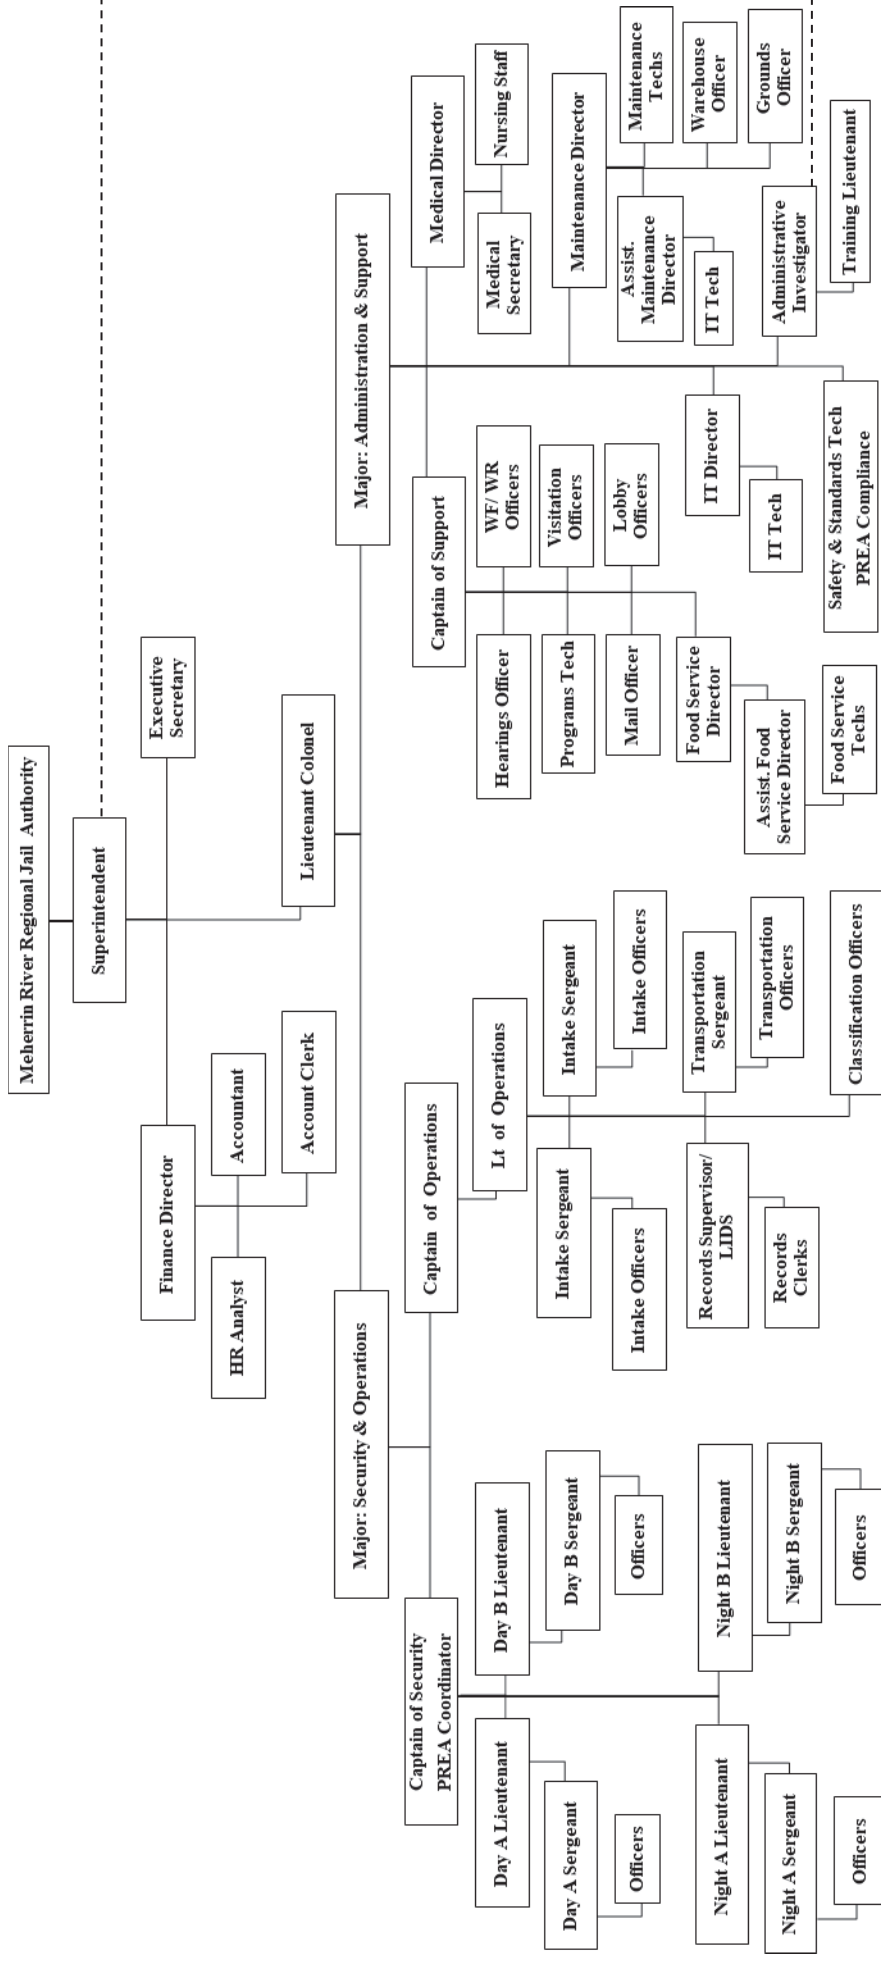 Meherrin River Regional Jail Authority
Superintendent
Executive
Secretary
Finance Director
HR Analyst
Accountant
Account Clerk
Lieutenant Colonel
Major: Security & Operations
Major: Administration & Support
Captain of Security
PREA Coordinator
Day A Lieutenant
Day A Sergeant
Officers
Day B Lieutenant
Day B Sergeant
Officers
Night A Lieutenant
Night A Sergeant
Officers
Night B Lieutenant
Night B Sergeant
Officers
Captain of Operations
Lt of Operations
Intake Sergeant
Intake Officers
Intake Sergeant
Intake Officers
Records Supervisor/
LIDS
Records
Clerks
Transportation
Sergeant
Transportation
Officers
Classification Officers
Captain of Support
Hearings Officer
WF/ WR
Officers
Programs Tech
Visitation
Officers
Mail Officer
Lobby
Officers
Food Service
Director
Assist. Food
Service Director
Food Service
Techs
Medical Director
Medical
Secretary
Nursing Staff
Maintenance Director
Assist.
Maintenance
Director
IT Tech
Maintenance
Techs
Warehouse
Officer
Grounds
Officer
IT Director
IT Tech
Administrative
Investigator
Training Lieutenant
Safety & Standards Tech
PREA Compliance